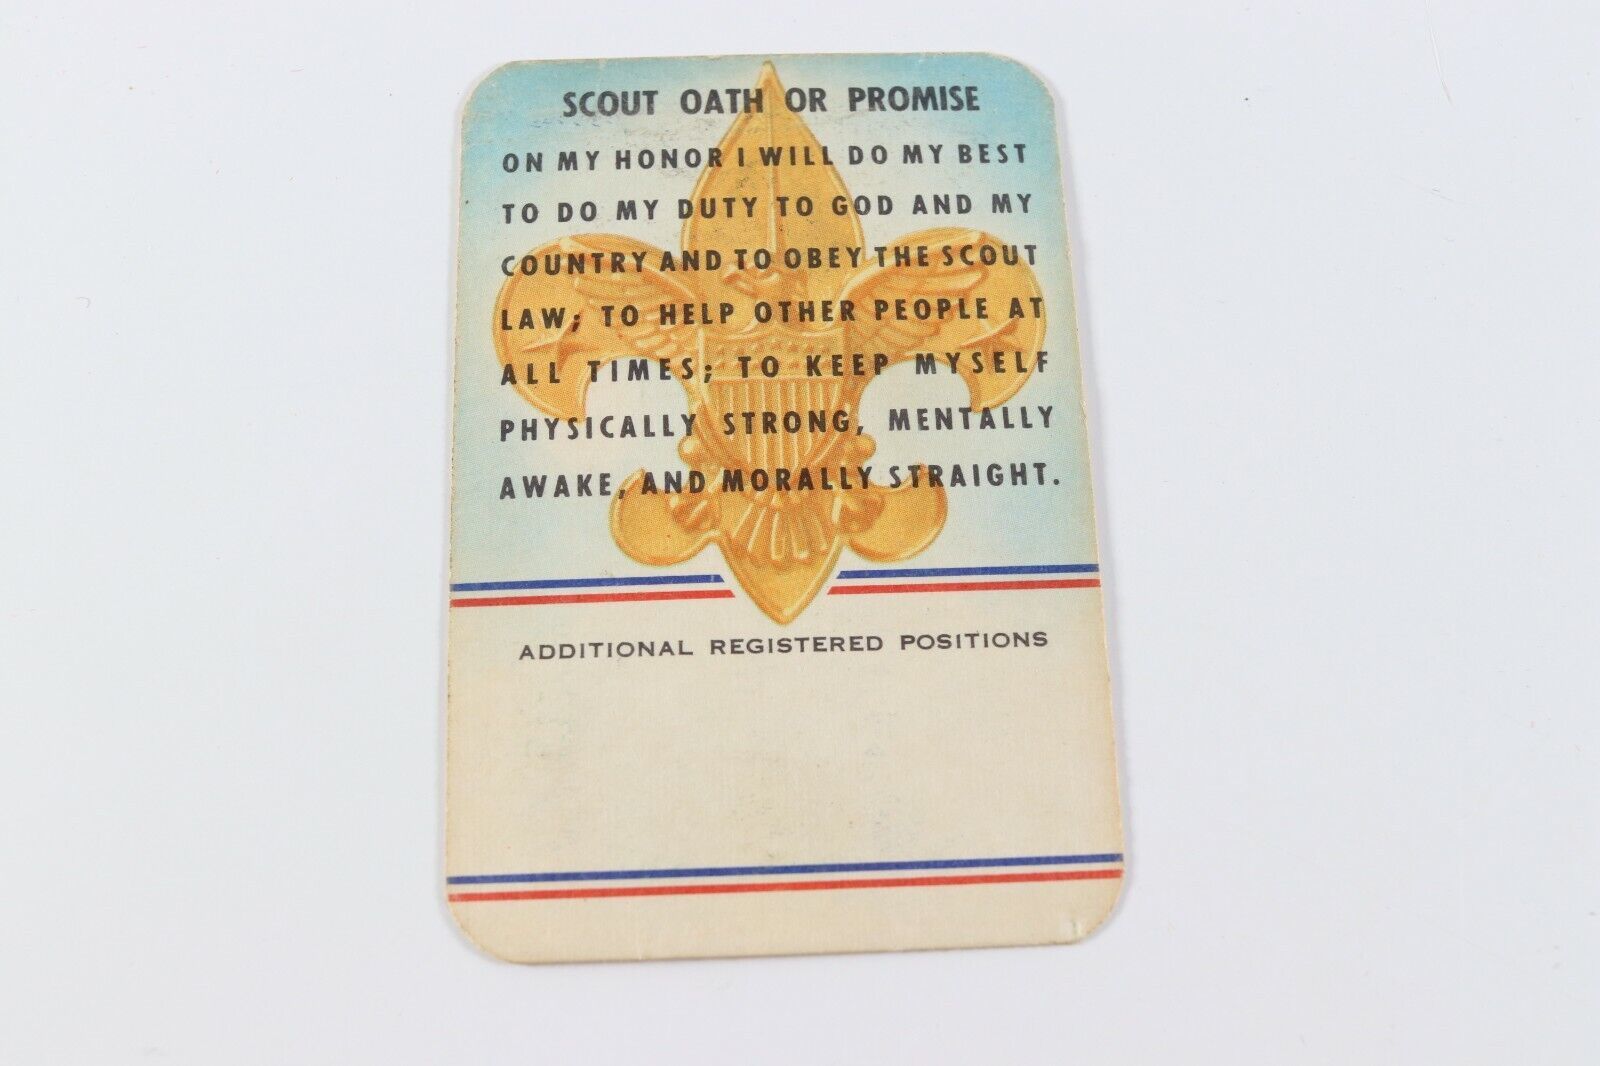 SCOUT OATH OR PROMISE
ON MY HONOR I WILL DO MY BEST
TO DO MY DUTY TO GOD AND MY
COUNTRY AND TO OBEY THE SCOUT
LAW; TO HELP OTHER PEOPLE AT
ALL TIMES; TO KEEP MYSELF
PHYSICALLY STRONG, MENTALLY
AWAKE, AND MORALLY STRAIGHT.
ADDITIONAL REGISTERED POSITIONS